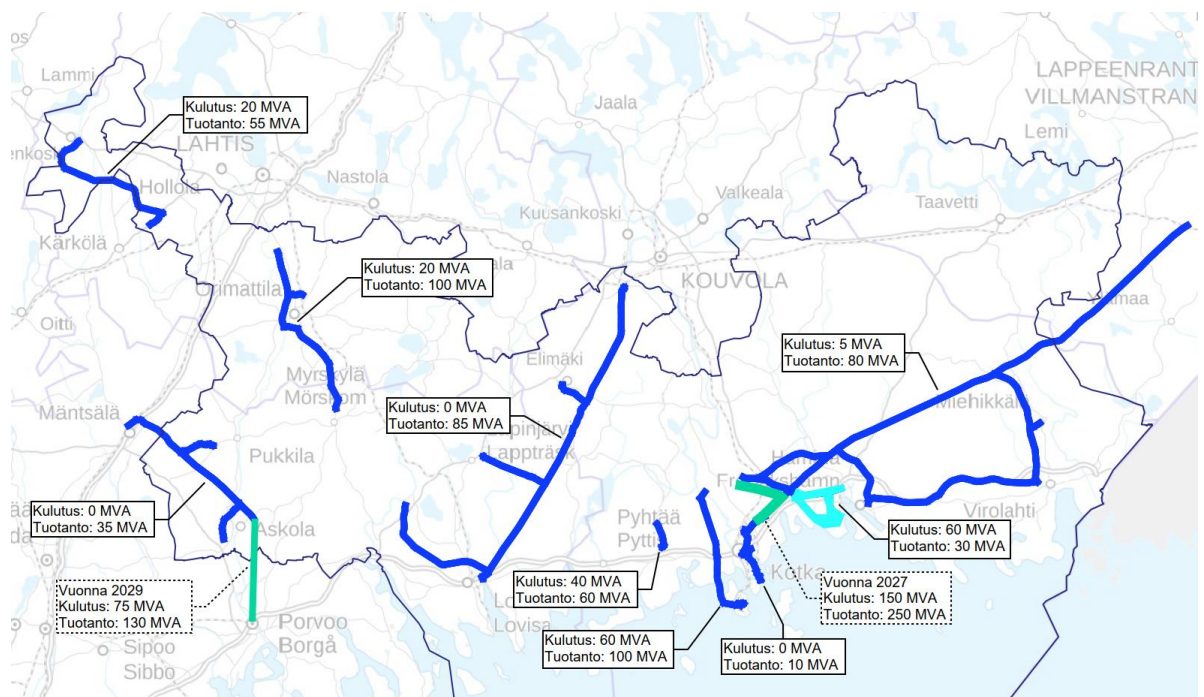 LAPPEENRANT
VILLMANSTRAN
Lammi
Lemi
Jaala
Kulutus: 20 MVA
Tuotanto: 55 MVA
LAHTIS
Hollola
Nastola
Valkeala
Taavetti
Kuusankoski
Kärkölä
Kulutus: 20 MVA
Tuotanto: 100 MVA
KOUVOLA
Orimattila
Oitti
Kulutus: 5 MVA
Tuotanto: 80 MVA
Elimäki
Myrskylä
Mörskom
Miehikkälä
Mäntsälä
Kulutus: 0 MVA
Tuotanto: 85 MVA
Lappträsk
Pukkila
Kulutus: 0 MVA
Tuotanto: 35 MVA
Askola
Pyhtää
Pyttis
Virolahti
Kulutus: 60 MVA
Tuotanto: 30 MVA
Kotka
Vuonna 2029
Kulutus: 75 MVA
Tuotanto: 130 MVA
Kulutus: 40 MVA
Tuotanto: 60 MVA
Vuonna 2027
Kulutus: 150 MVA
Tuotanto: 250 MVA
Lovisa
Porvoo
Borgå
Sipoo
Sibbo
Kulutus: 60 MVA
Tuotanto: 100 MVA
Kulutus: 0 MVA
Tuotanto: 10 MVA